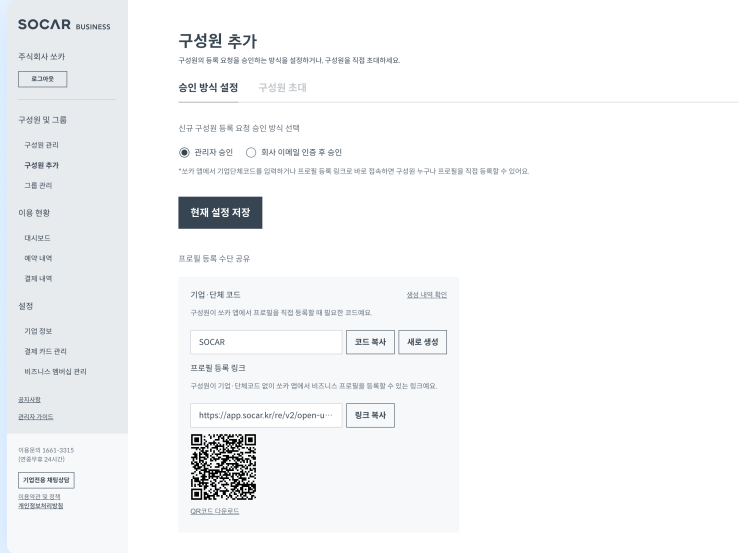 SOCAR BUSINESS
주식회사 쏘카
로그아웃
구성원 및 그룹
구성원 관리
구성원 추가
그룹 관리
이용 현황
대시보드
예약 내역
결제 내역
설정
기업 정보
결제 카드 관리
비즈니스 멤버십 관리
공지사항
관리자 가이드
이용문의 1661-3315
(연중무휴 24시간)
기업전용 채팅상담
이용약관 및 정책
개인정보처리방침
구성원 추가
구성원의 등록 요청을 승인하는 방식을 설정하거나, 구성원을 직접 초대하세요.
승인 방식 설정
구성원 초대
신규 구성원 등록 요청 승인 방식 선택
관리자 승인
회사 이메일 인증 후 승인
*쏘카 앱에서 기업단체코드를 입력하거나 프로필 등록 링크로 바로 접속하면 구성원 누구나 프로필을 직접 등록할 수 있어요.
현재 설정 저장
프로필 등록 수단 공유
기업·단체 코드
생성 내역 확인
구성원이 쏘카 앱에서 프로필을 직접 등록할 때 필요한 코드예요.
SOCAR
코드 복사
새로 생성
프로필 등록 링크
구성원이 기업·단체코드 없이 쏘카 앱에서 비즈니스 프로필을 등록할 수 있는 링크예요.
https://app.socar.kr/re/v2/open-u···
링크 복사
QR코드 다운로드